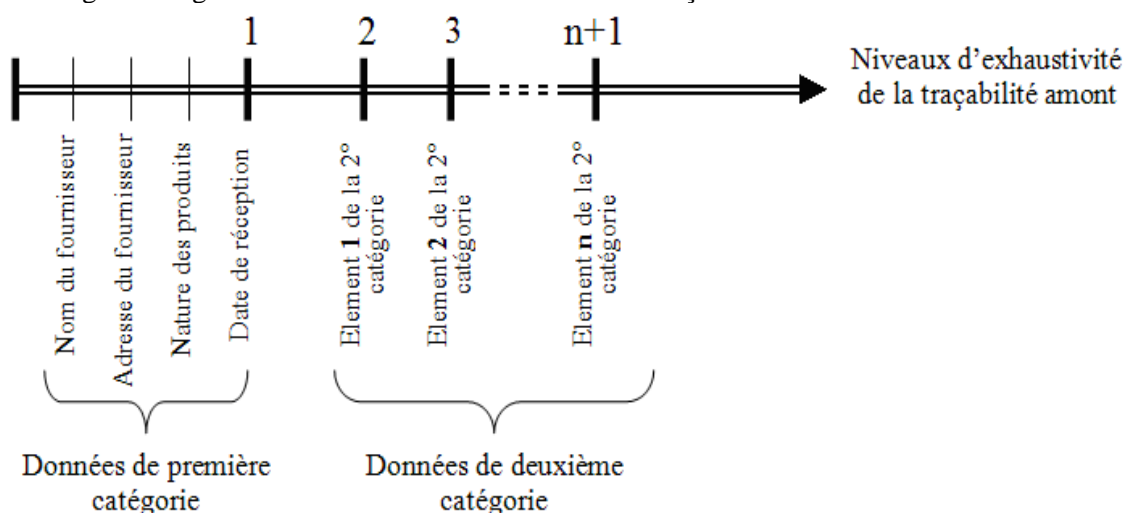 1
2
3
n+1
Niveaux d’exhaustivité
de la traçabilité amont
Nom du fournisseur
Adresse du fournisseur
Nature des produits
Date de réception
Element 1 de la 2°
catégorie
Element 2 de la 2°
catégorie
Element n de la 2°
catégorie
Données de première
catégorie
Données de deuxième
catégorie